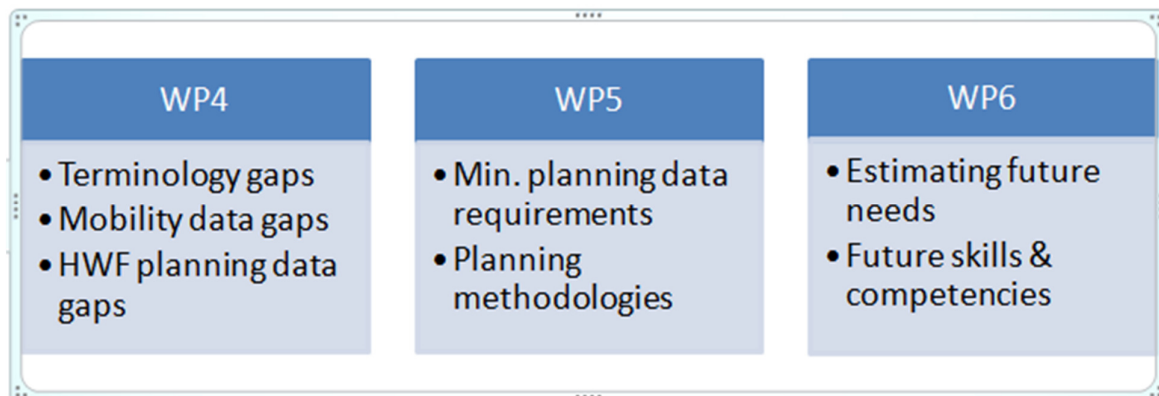 WP4
• Terminology gaps
• Mobility data gaps
• HWF planning data
gaps
WP5
• Min. planning data
requirements
• Planning
methodologies
WP6
• Estimating future
needs
• Future skills &
competencies